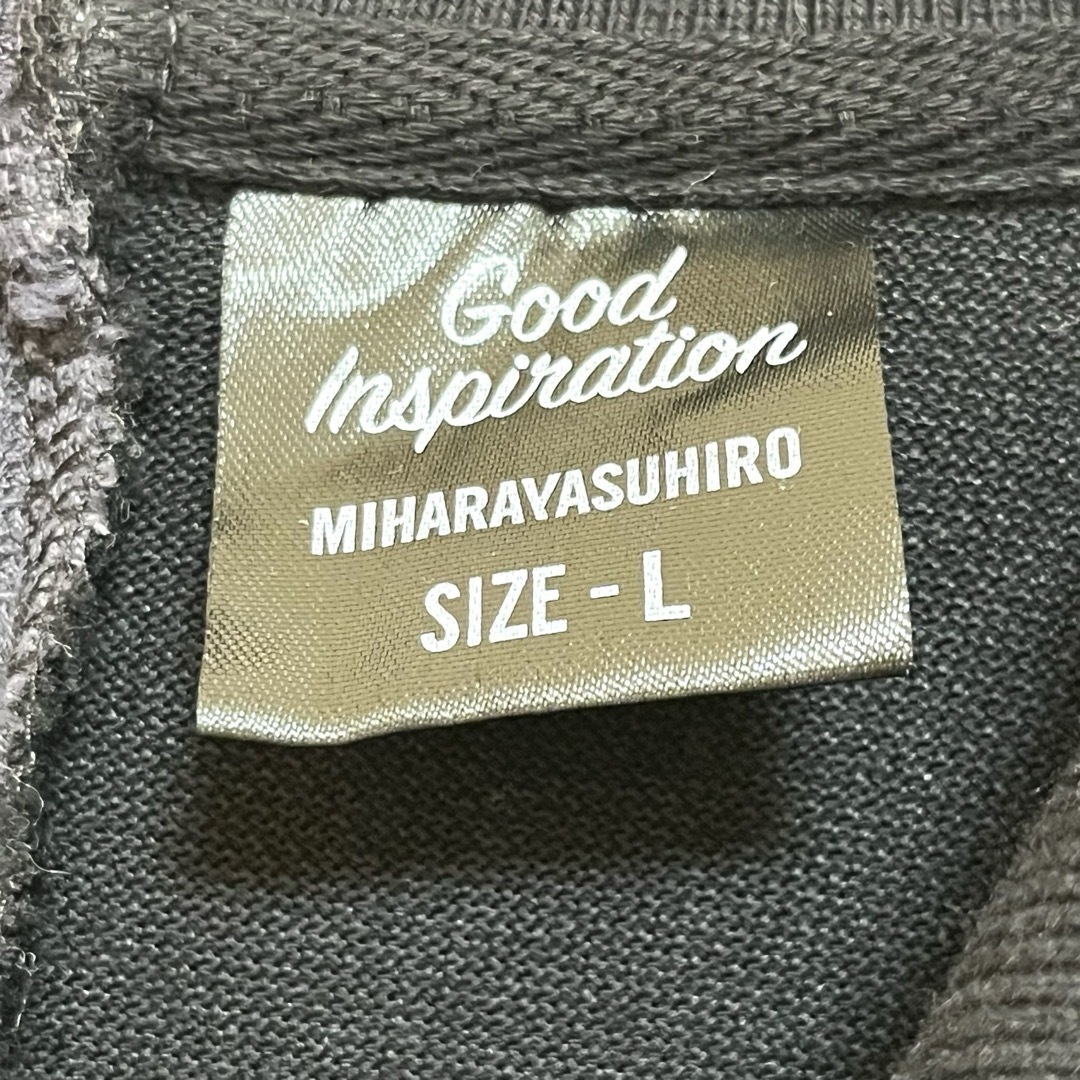 Good
Inspiration
MIHARAYASUHIRO
SIZE - L